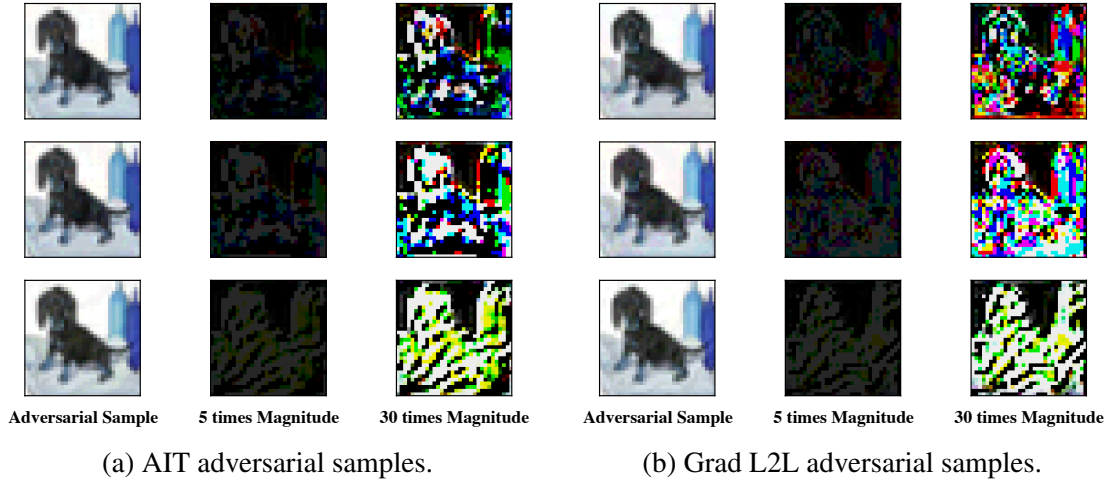 Adversarial Sample 5 times Magnitude 30 times Magnitude Adversarial Sample 5 times Magnitude 30 times Magnitude
(a) AIT adversarial samples. (b) Grad L2L adversarial samples.